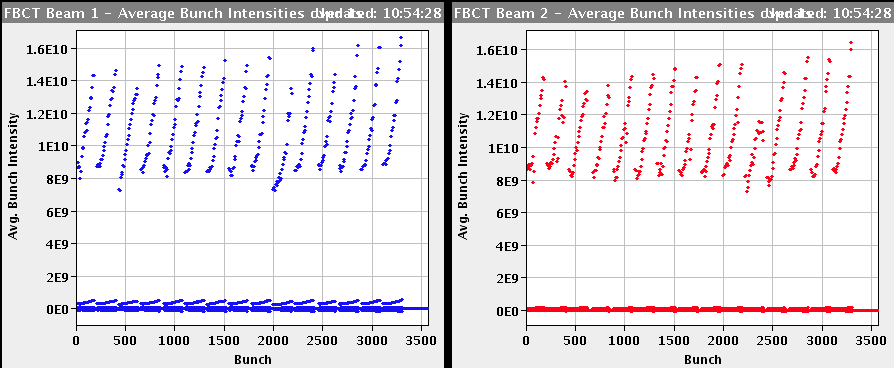 FBCT Beam 1 - Average Bunch Intensities Updated: 10:54:28
1.6E10
1.4E10
1.2E10
1E10
8E9
6E9
4E9
2E9
0E0
Avg. Bunch Intensity
0 500 1000 1500 2000 2500 3000 3500
Bunch
FBCT Beam 2 - Average Bunch Intensities Updated: 10:54:28
1.6E10
1.4E10
1.2E10
1E10
8E9
6E9
4E9
2E9
0E0
Avg. Bunch Intensity
0 500 1000 1500 2000 2500 3000 3500
Bunch